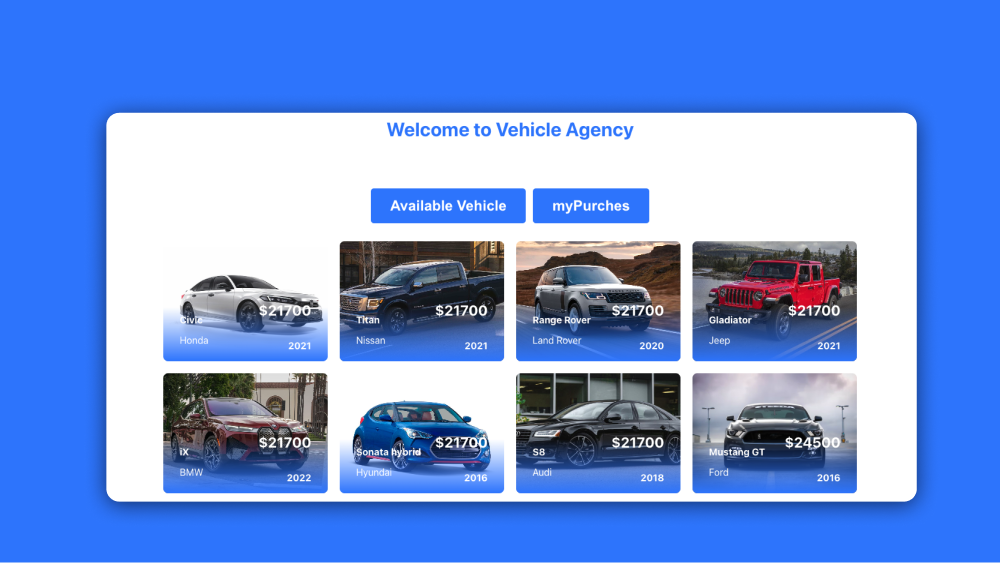 Welcome to Vehicle Agency
Available Vehicle
myPurches
$21700
Civic
Honda
2021
$21700
Titan
Nissan
2021
$21700
Range Rover
Land Rover
2020
$21700
Gladiator
Jeep
2021
$21700
iX
BMW
2022
$21700
Sonata hybrid
Hyundai
2016
$21700
S8
Audi
2018
$24500
Mustang GT
Ford
2016